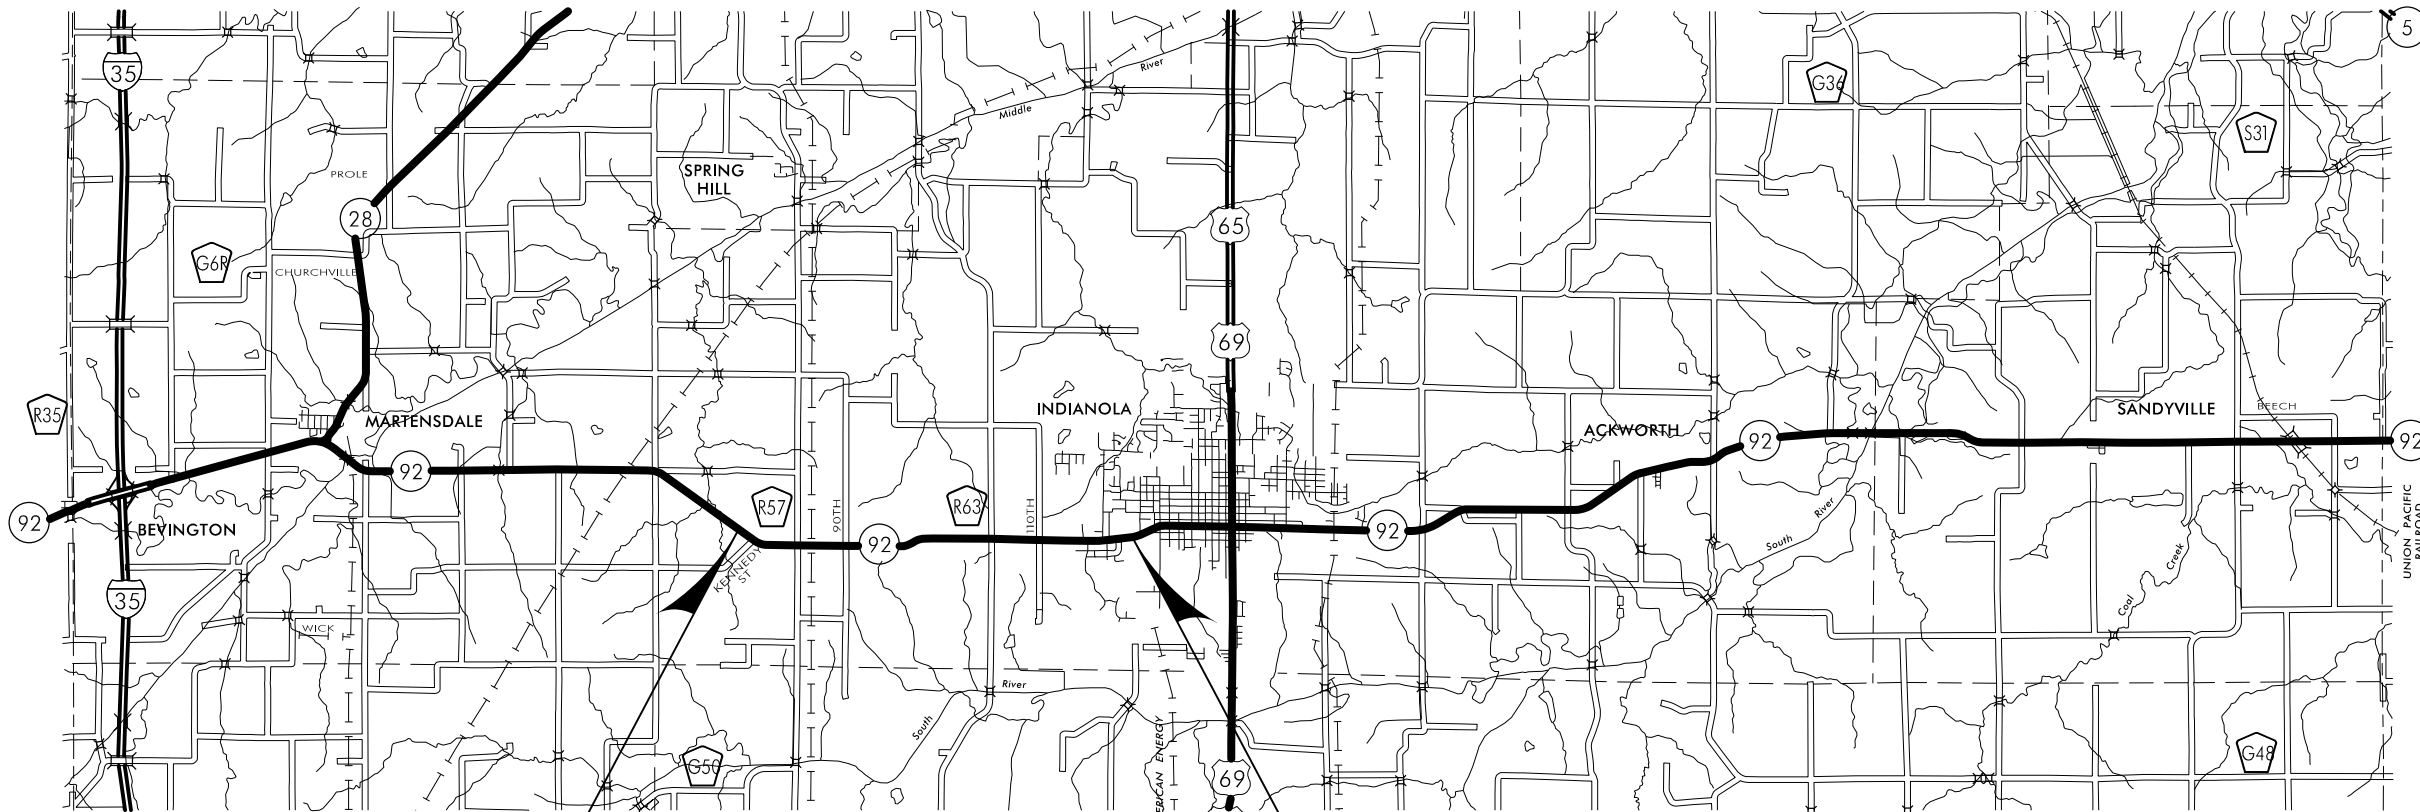 5
35
River
G36
Middle
S31
PROLE
SPRING
HILL
28
65
G6R
CHURCHVILLE
69
R35
INDIANOLA
MARTENSDALE
ACKWORTH
SANDYVILLE
BEECH
92
92
92
R57
90TH
R63
110TH
92
BEVINGTON
92
92
River
South
UNION PACIFIC
RAILROAD
KENNEDY
ST
Creek
35
Coal
WICK
River
South
ERICAN ENERGY
G50
69
G48